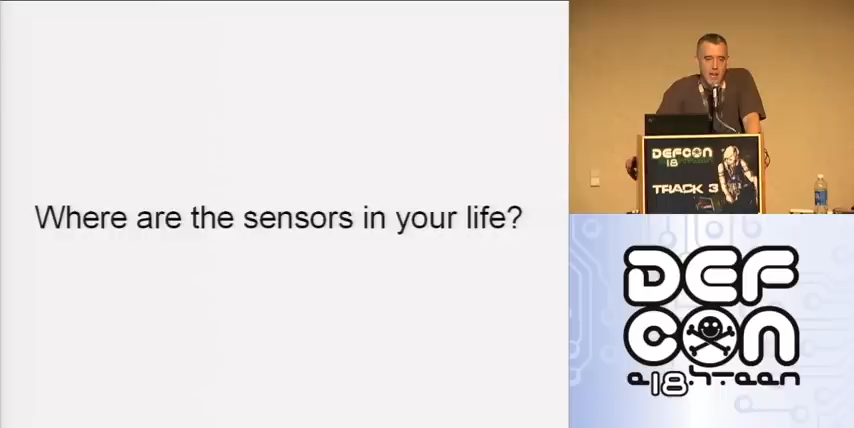 Where are the sensors in your life?
DEFCON
18
TRACK 3
DEF
CON
e18hteen